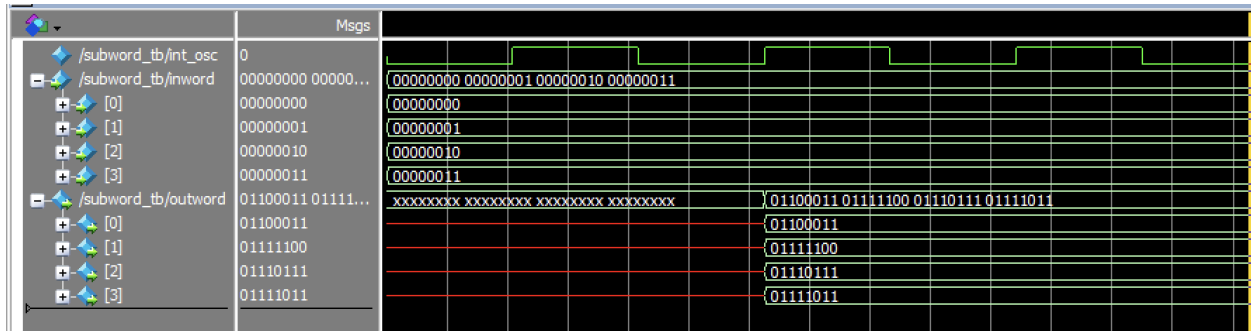 Msgs
/subword_tb/int_osc 0
/subword_tb/inword 00000000 00000... 00000000 00000001 00000010 00000011
[0] 00000000 00000000
[1] 00000001 00000001
[2] 00000010 00000010
[3] 00000011 00000011
/subword_tb/outword 01100011 01111... xxxxxxxx xxxxxxxx xxxxxxxx xxxxxxxx 01100011 01111100 01110111 01111011
[0] 01100011 01100011
[1] 01111100 01111100
[2] 01110111 01110111
[3] 01111011 01111011